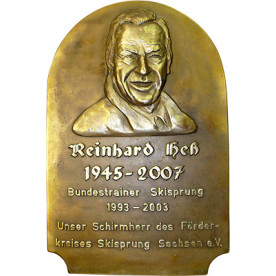 Reinhard Heß
1945-2007
Bundestrainer Skisprung
1993-2003
Unser Schirmherr des Förder-
kreises Skisprung Sachsen e.V.